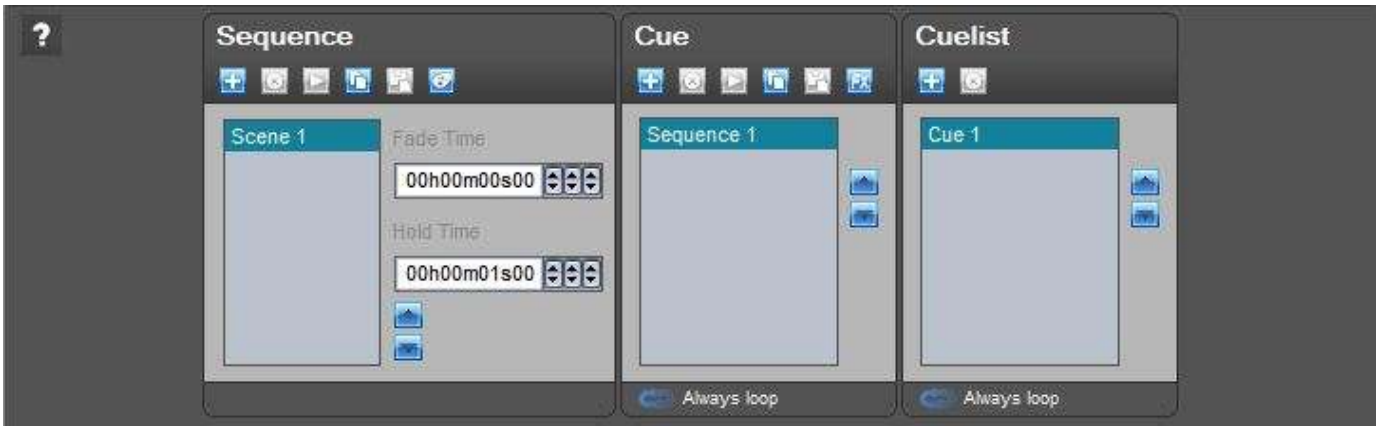 ?
Sequence
Cue
Cuelist
FX
Scene 1
Fade Time
00h00m00s00
Hold Time
00h00m01s00
Sequence 1
Cue 1
Always loop
Always loop